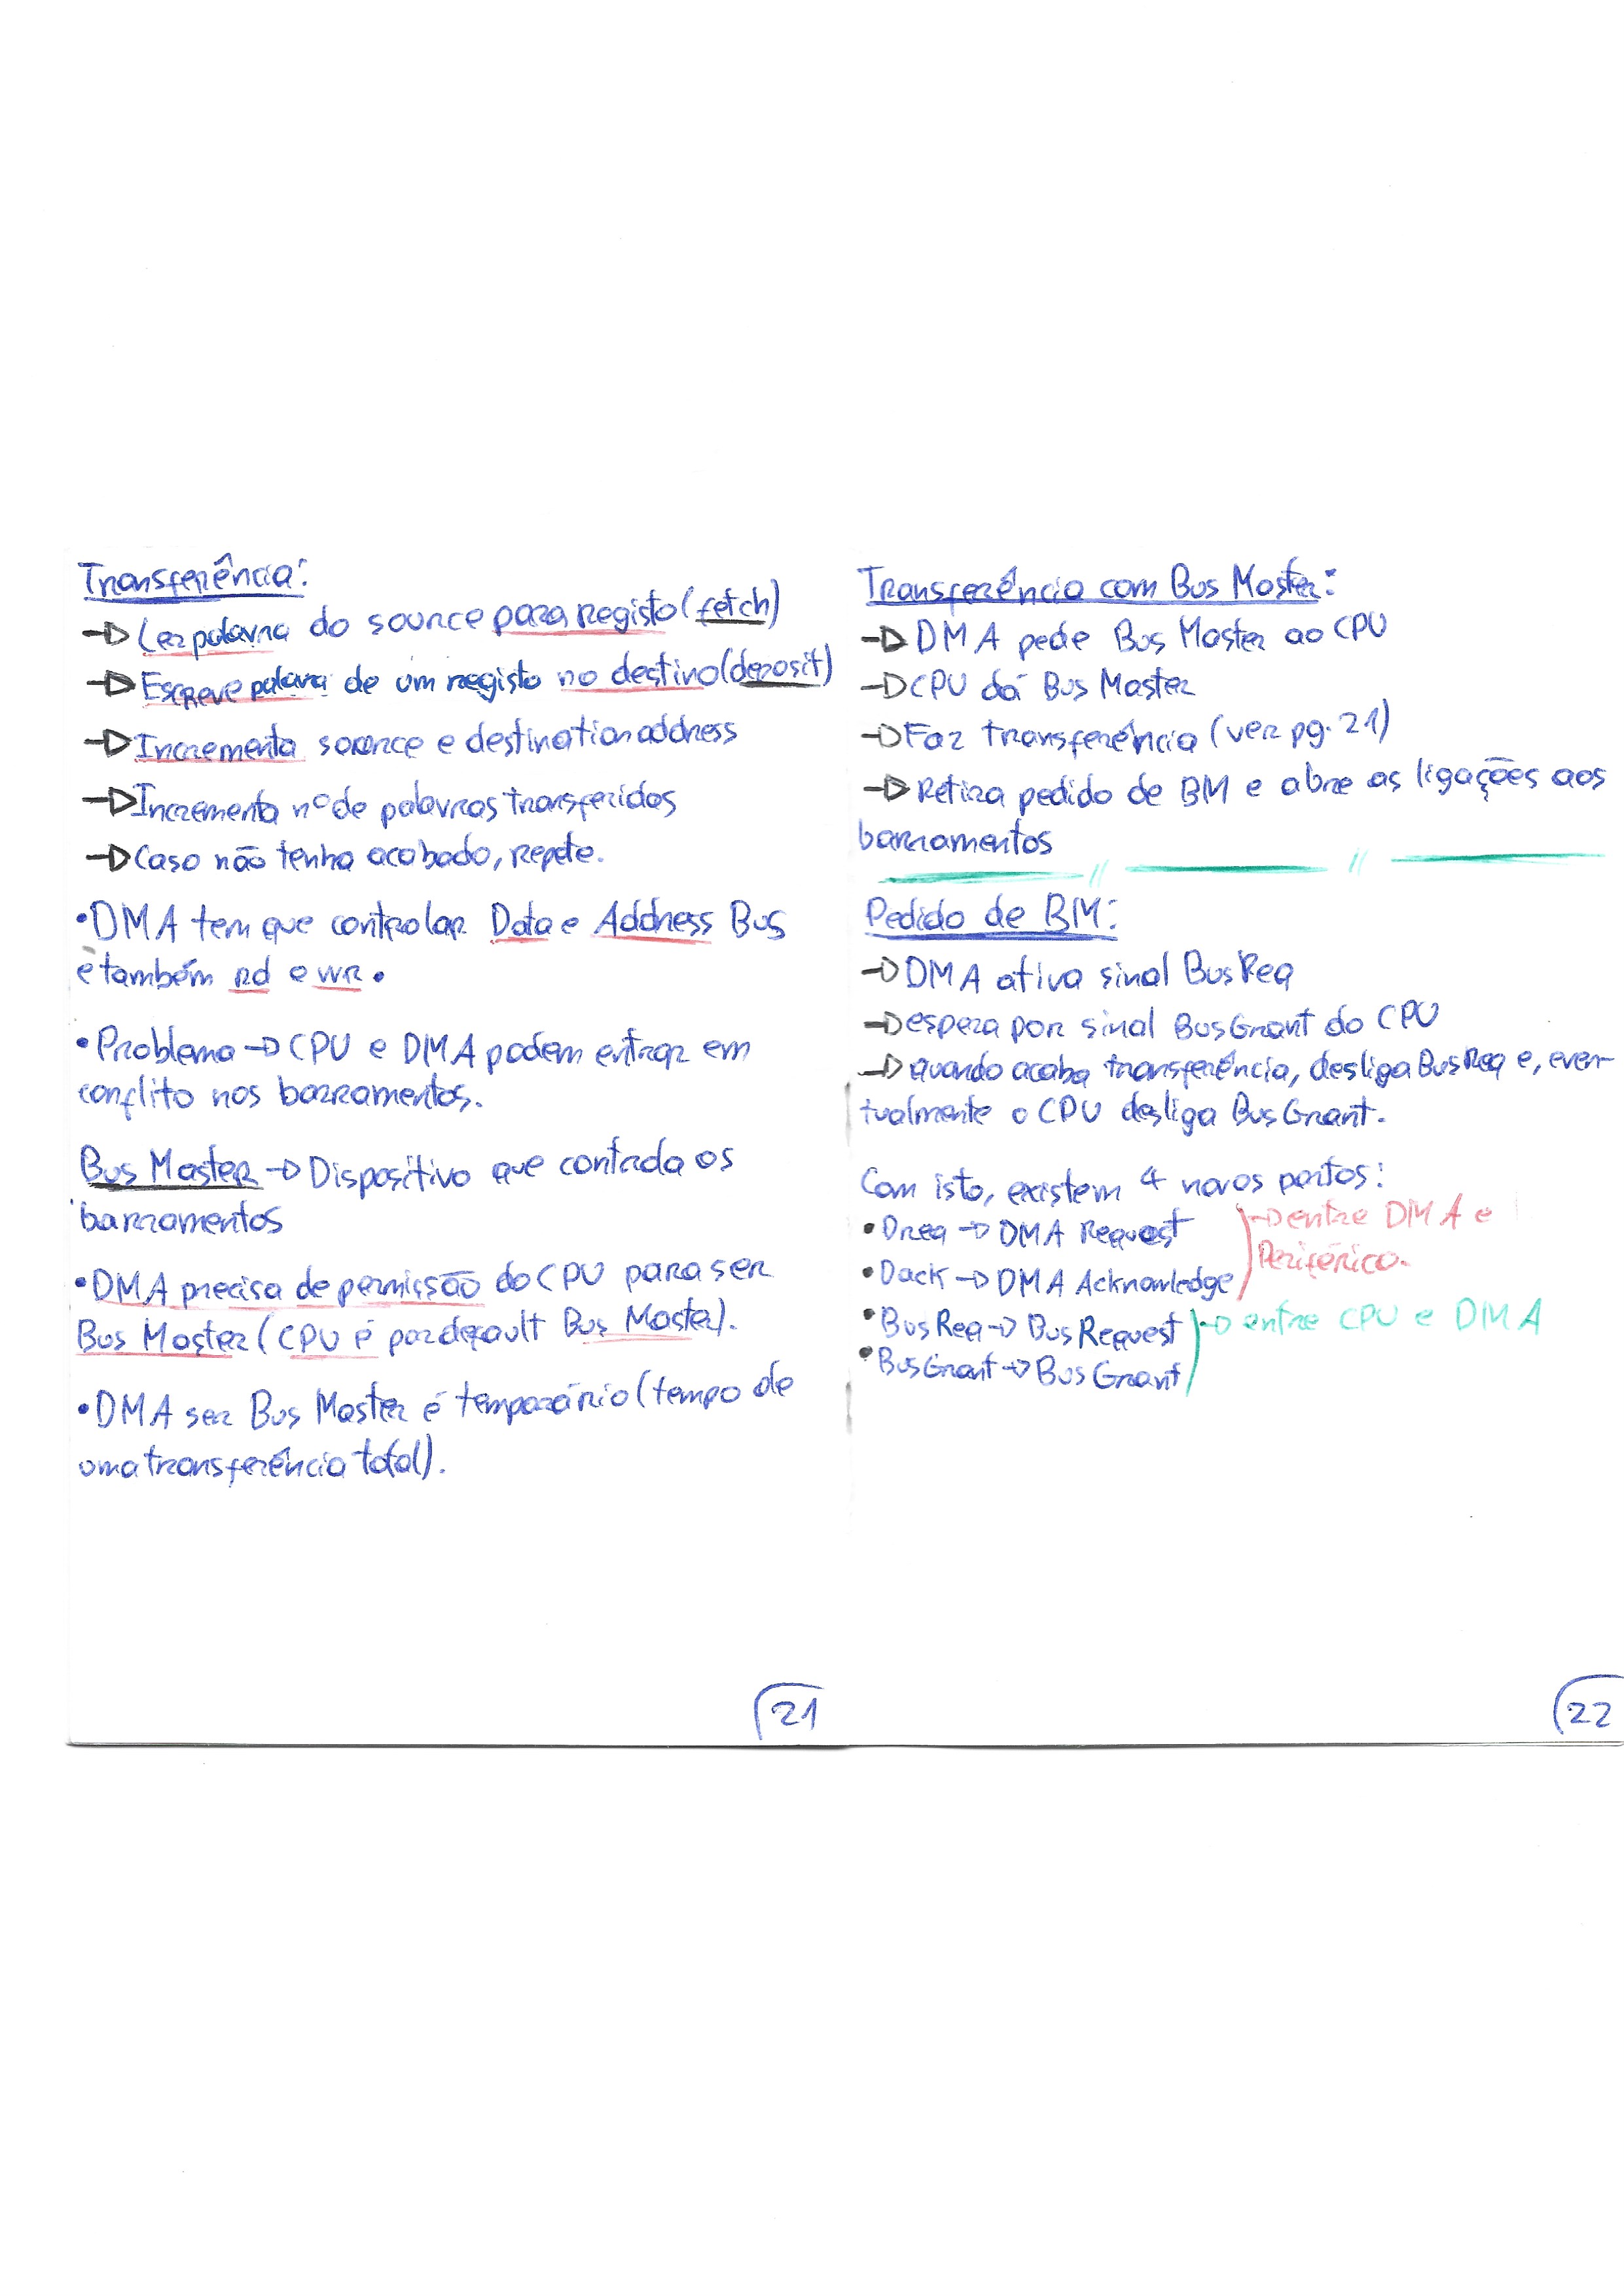 Transferência:
→ Ler palavra do source para registo (fetch)
→ Escreve palavra de um registo no destino (deposit)
→ Incrementa source e destination address
→ Incrementa nº de palavras transferidas
→ Caso não tenha acabado, repete.
• DMA tem que controlar Data e Address Bus
e também rd e wr.
• Problema → CPU e DMA podem entrar em
conflito nos barramentos.
Bus Master → Dispositivo que controla os
barramentos
• DMA precisa de permissão do CPU para ser
Bus Master (CPU é por default Bus Master).
• DMA ser Bus Master é temporário (tempo de
uma transferência total).
21
Transferência com Bus Master:
→ DMA pede Bus Master ao CPU
→ CPU dá Bus Master
→ Faz transferência (ver pg. 21)
→ Retira pedido de BM e abre as ligações aos
barramentos
Pedido de BM:
→ DMA ativa sinal BusReq
→ espera por sinal BusGrant do CPU
→ quando acaba transferência, desliga BusReq e, even-
tualmente o CPU desliga BusGrant.
Com isto, existem 4 novos portos:
• Dreq → DMA Request
• Dack → DMA Acknowledge
→ entre DMA e
Periférico.
• BusReq → Bus Request
• BusGrant → Bus Grant
→ entre CPU e DMA
22